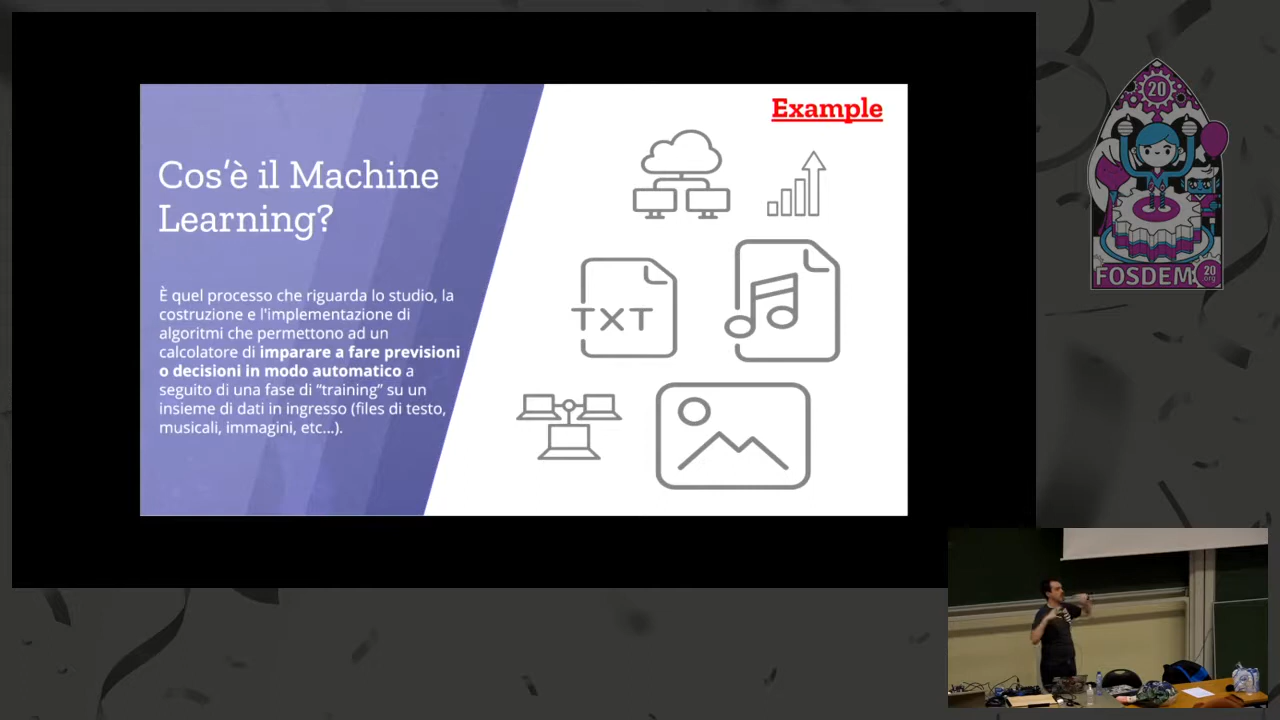 Example
Cos’è il Machine
Learning?
È quel processo che riguarda lo studio, la
costruzione e l'implementazione di
algoritmi che permettono ad un
calcolatore di imparare a fare previsioni
o decisioni in modo automatico a
seguito di una fase di “training” su un
insieme di dati in ingresso (files di testo,
musicali, immagini, etc...).
TXT
20
FOSDEM
20
.org